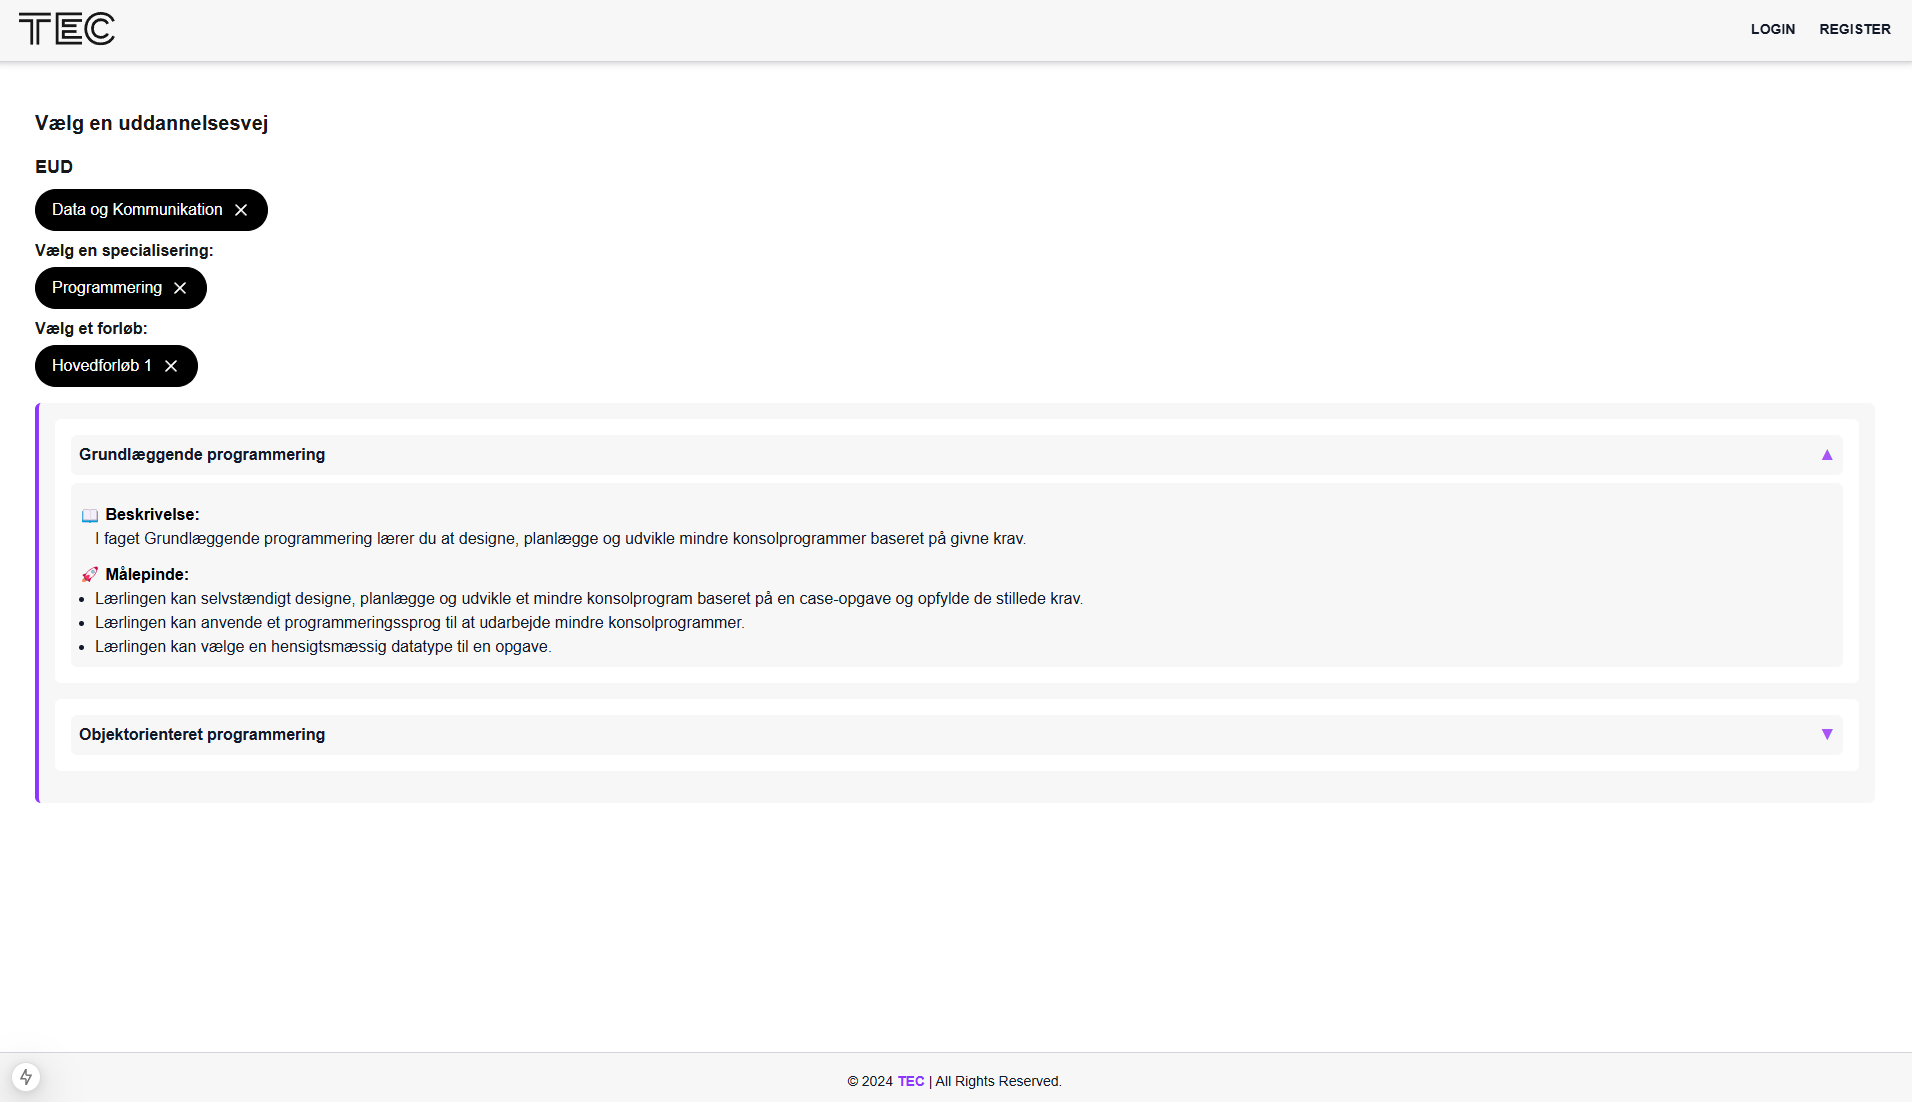 TEC
LOGIN REGISTER
Vælg en uddannelsesvej
EUD
Data og Kommunikation
Vælg en specialisering:
Programmering
Vælg et forløb:
Hovedforløb 1
Grundlæggende programmering
Beskrivelse:
I faget Grundlæggende programmering lærer du at designe, planlægge og udvikle mindre konsolprogrammer baseret på givne krav.
Målepinde:
Lærlingen kan selvstændigt designe, planlægge og udvikle et mindre konsolprogram baseret på en case-opgave og opfylde de stillede krav.
Lærlingen kan anvende et programmeringssprog til at udarbejde mindre konsolprogrammer.
Lærlingen kan vælge en hensigtsmæssig datatype til en opgave.
Objektorienteret programmering
© 2024 TEC | All Rights Reserved.